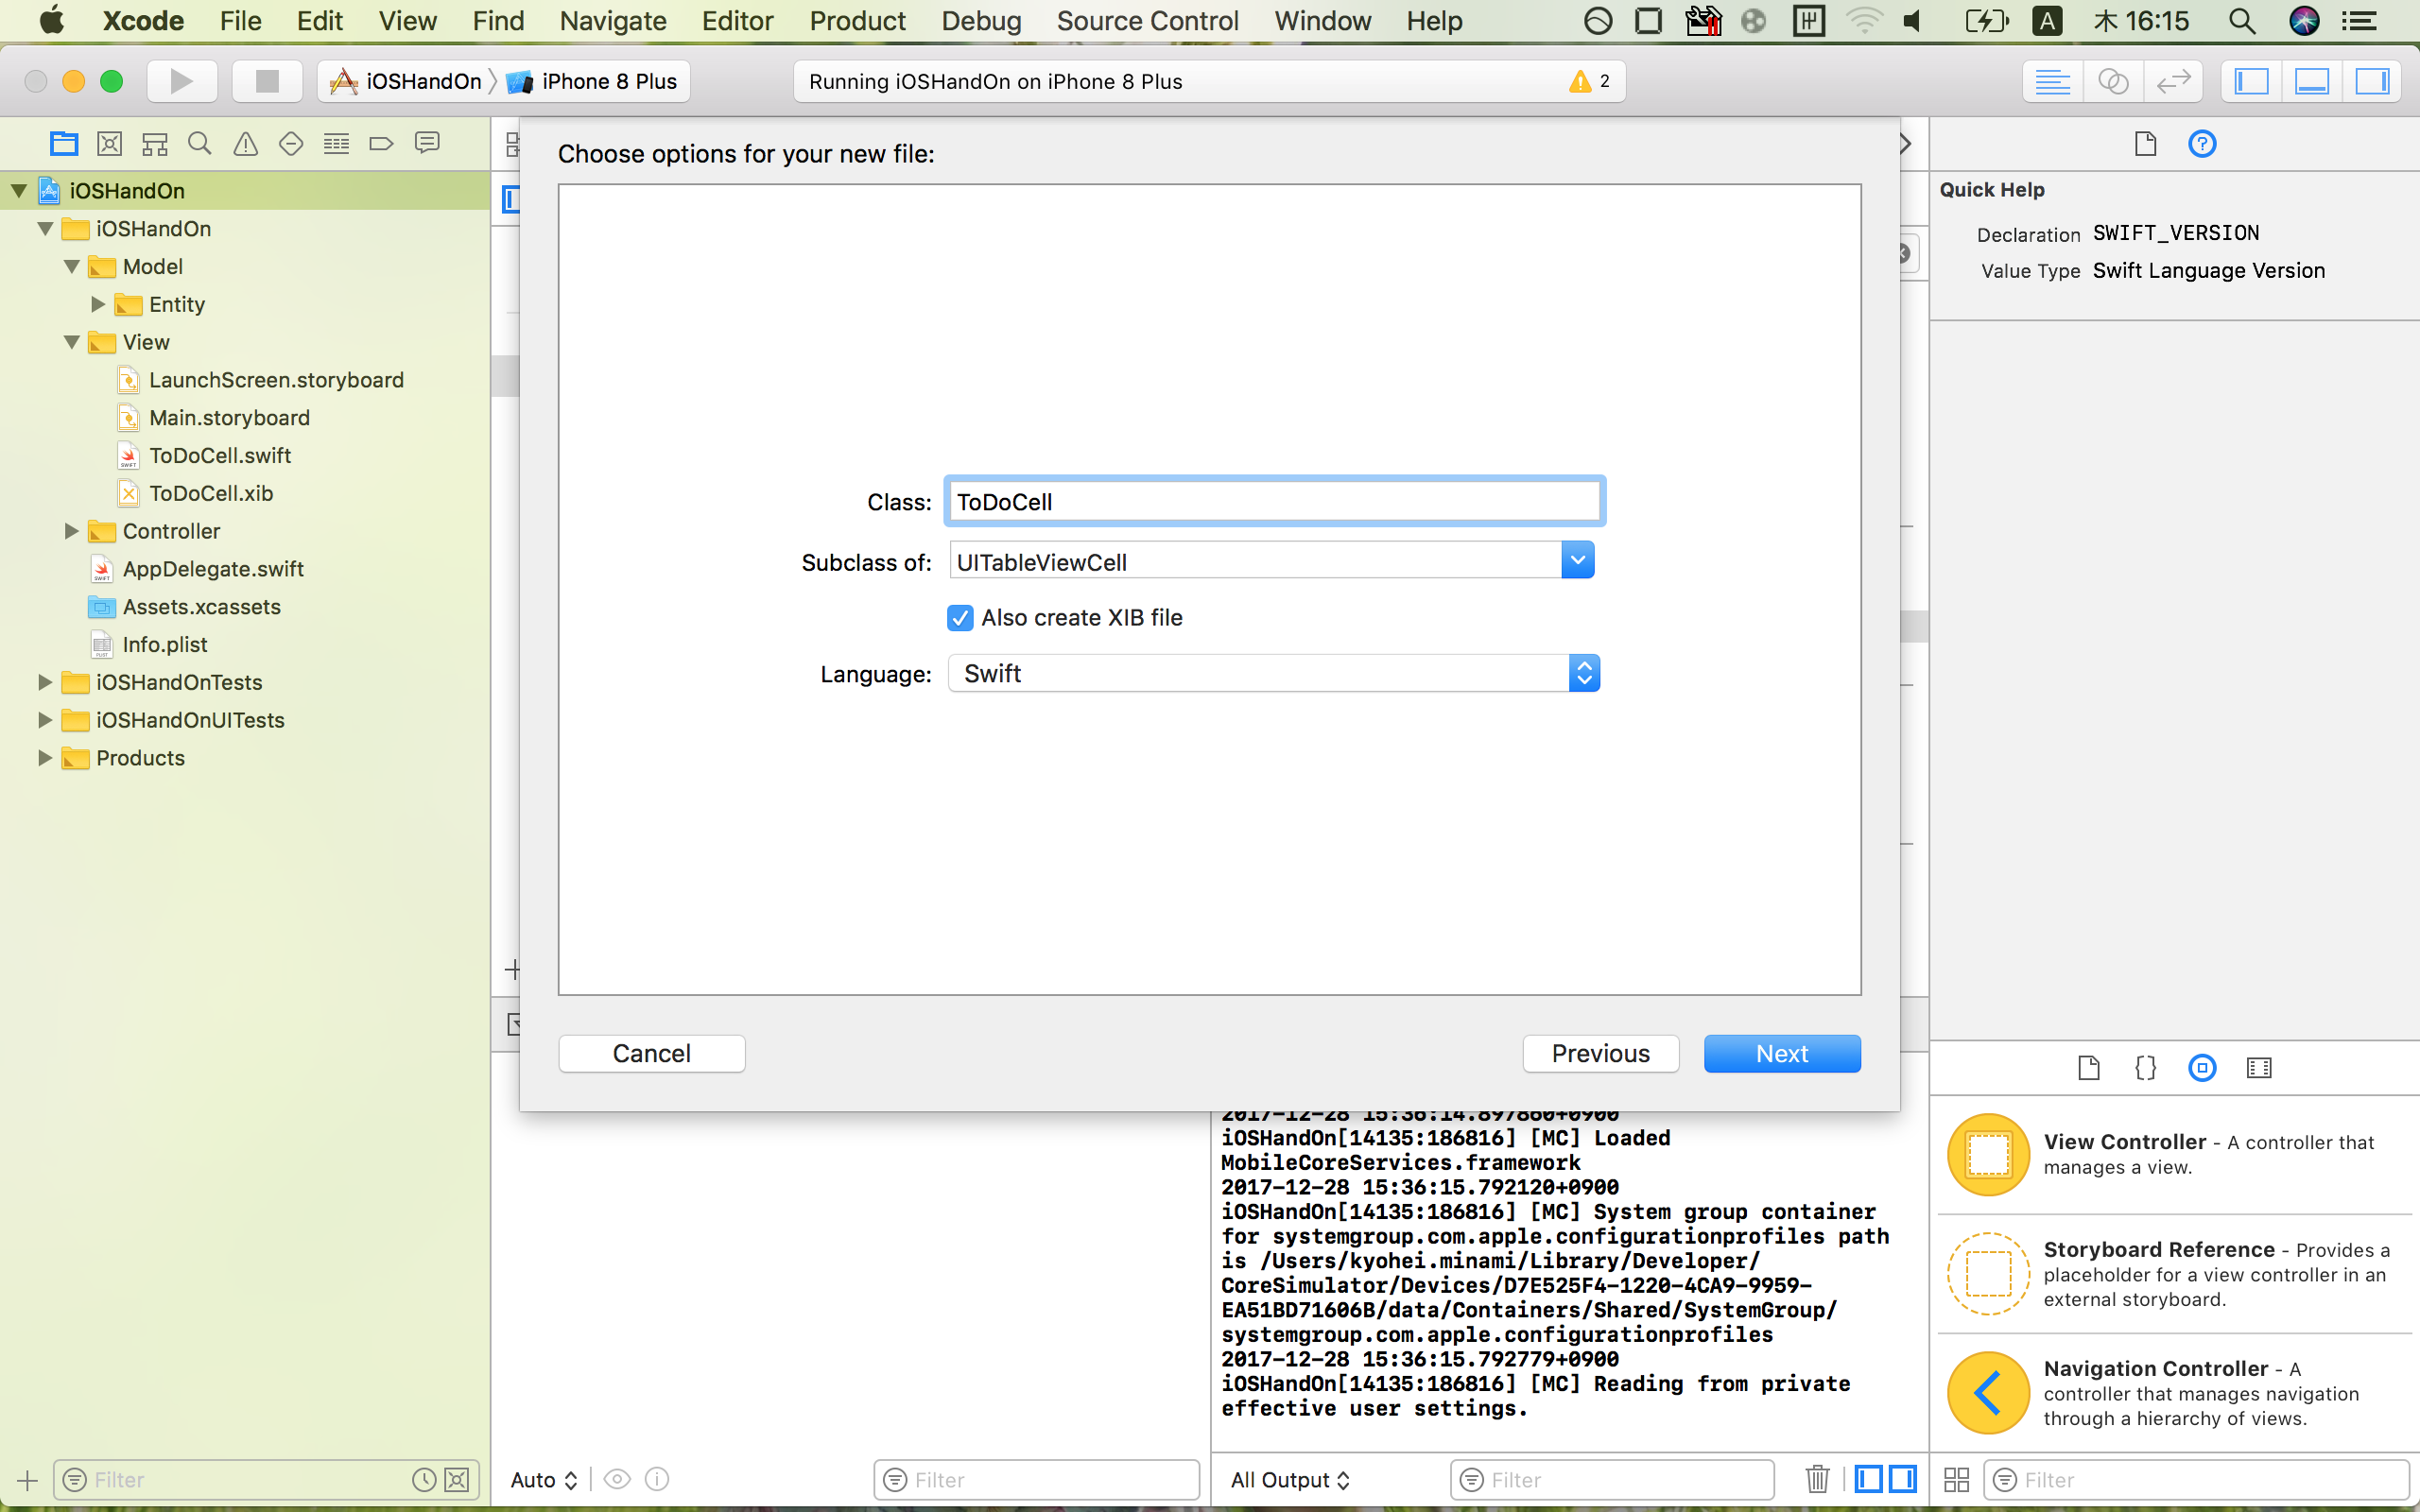 Xcode File Edit View Find Navigate Editor Product Debug Source Control Window Help A 木 16:15
iOSHandOn iPhone 8 Plus
Running iOSHandOn on iPhone 8 Plus 2
iOSHandOn
iOSHandOn
Model
Entity
View
LaunchScreen.storyboard
Main.storyboard
ToDoCell.swift
ToDoCell.xib
Controller
AppDelegate.swift
Assets.xcassets
Info.plist
iOSHandOnTests
iOSHandOnUITests
Products
Filter
Choose options for your new file:
Class: ToDoCell
Subclass of: UITableViewCell
Also create XIB file
Language: Swift
Cancel Previous Next
2017-12-28 15:36:14.897860+0900
iOSHandOn[14135:186816] [MC] Loaded
MobileCoreServices.framework
2017-12-28 15:36:15.792120+0900
iOSHandOn[14135:186816] [MC] System group container
for systemgroup.com.apple.configurationprofiles path
is /Users/kyohei.minami/Library/Developer/
CoreSimulator/Devices/D7E525F4-1220-4CA9-9959-
EA51BD71606B/data/Containers/Shared/SystemGroup/
systemgroup.com.apple.configurationprofiles
2017-12-28 15:36:15.792779+0900
iOSHandOn[14135:186816] [MC] Reading from private
effective user settings.
Auto Filter
All Output Filter
Quick Help
Declaration SWIFT_VERSION
Value Type Swift Language Version
View Controller - A controller that
manages a view.
Storyboard Reference - Provides a
placeholder for a view controller in an
external storyboard.
Navigation Controller - A
controller that manages navigation
through a hierarchy of views.
Filter